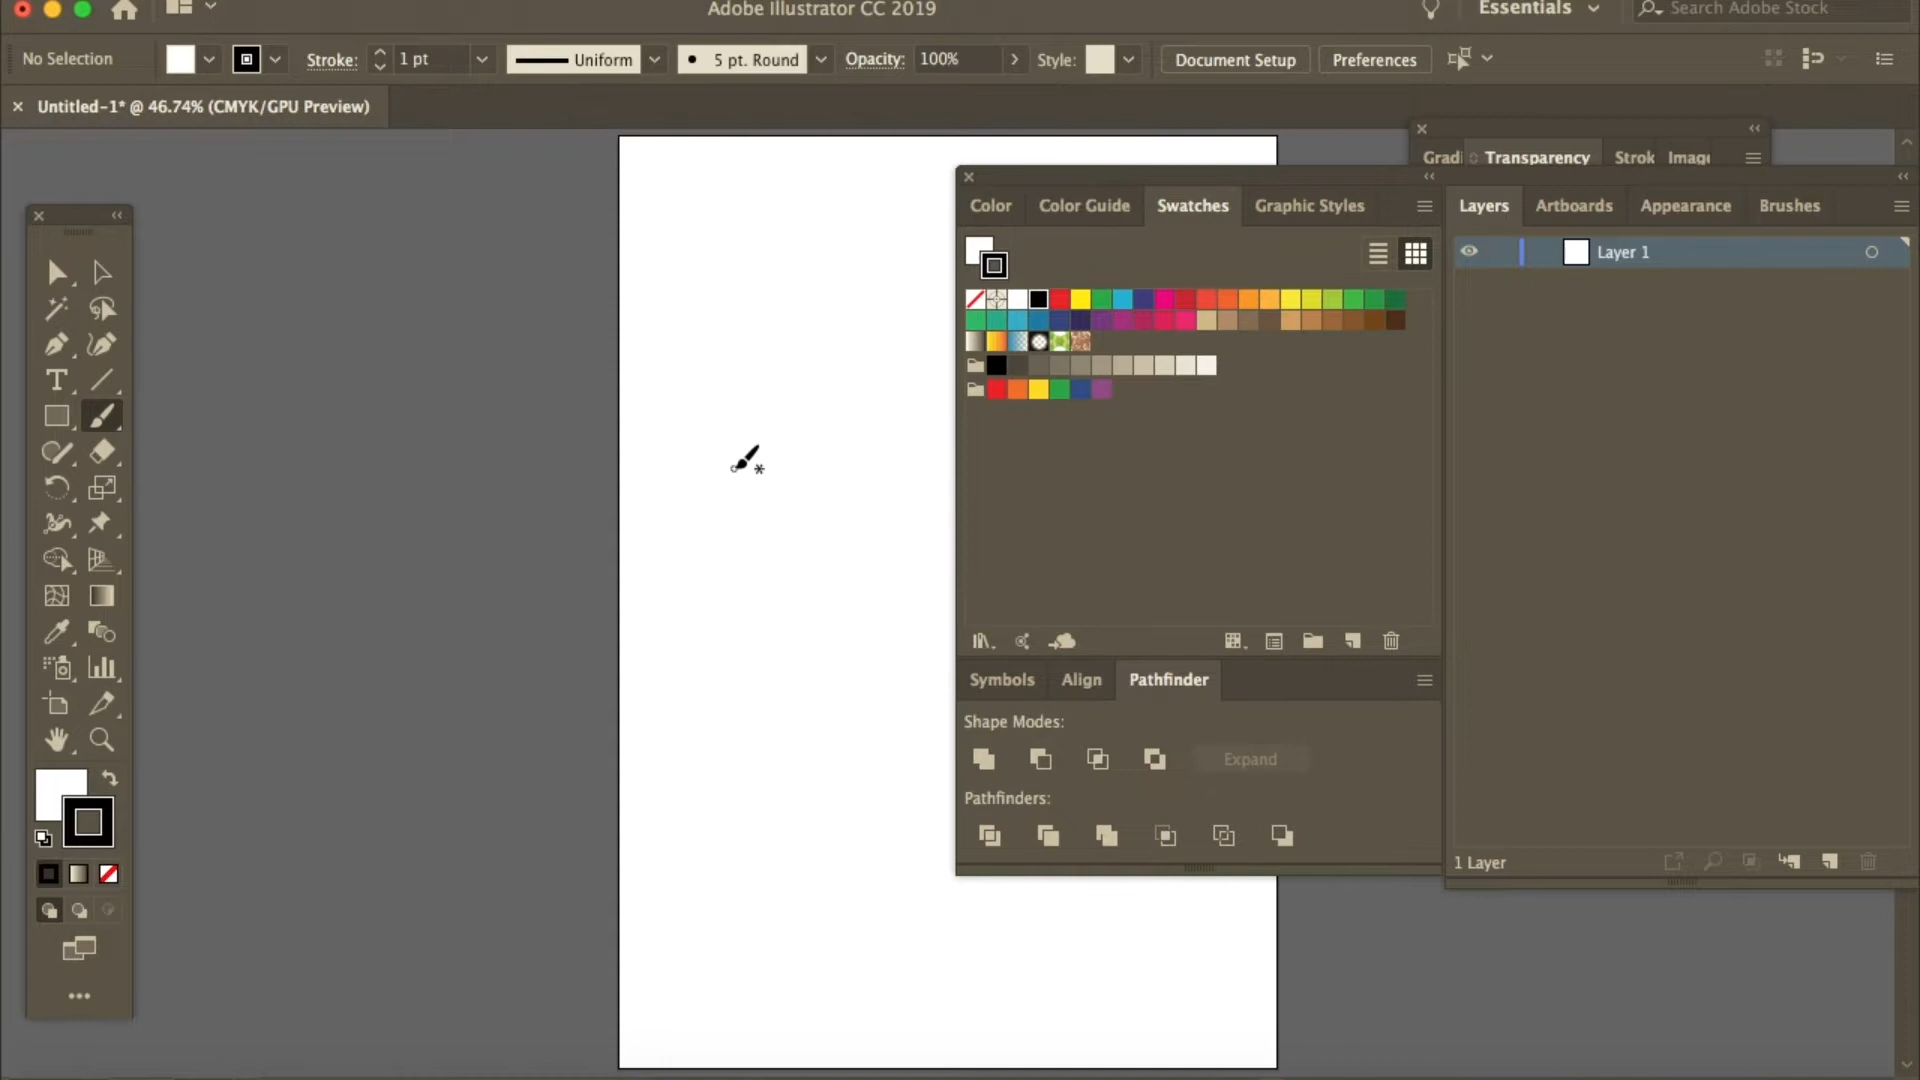 Adobe Illustrator CC 2019
Essentials
Search Adobe Stock
No Selection
Stroke:
1 pt
Uniform
5 pt. Round
Opacity:
100%
Style:
Document Setup
Preferences
Untitled-1* @ 46.74% (CMYK/GPU Preview)
Gradi
Transparency
Strok
Imag
Color
Color Guide
Swatches
Graphic Styles
Layers
Artboards
Appearance
Brushes
Layer 1
Symbols
Align
Pathfinder
Shape Modes:
Expand
Pathfinders:
1 Layer